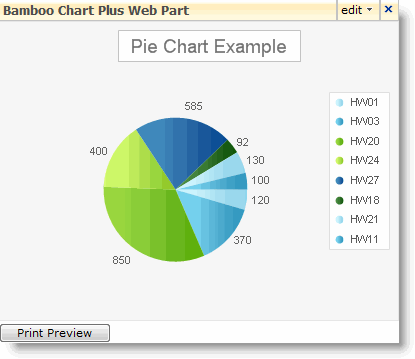 Bamboo Chart Plus Web Part
edit
Pie Chart Example
585
92
400
130
100
120
370
850
HW01
HW03
HW20
HW24
HW27
HW18
HW21
HW11
Print Preview